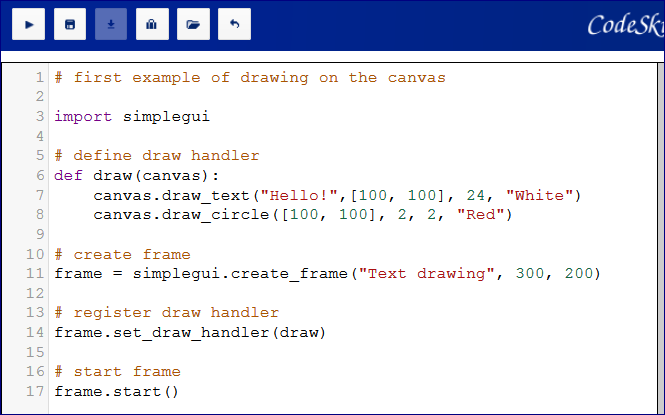 CodeSk
1 # first example of drawing on the canvas
2
3 import simplegui
4
5 # define draw handler
6 def draw(canvas):
7     canvas.draw_text("Hello!",[100, 100], 24, "White")
8     canvas.draw_circle([100, 100], 2, 2, "Red")
9
10 # create frame
11 frame = simplegui.create_frame("Text drawing", 300, 200)
12
13 # register draw handler
14 frame.set_draw_handler(draw)
15
16 # start frame
17 frame.start()